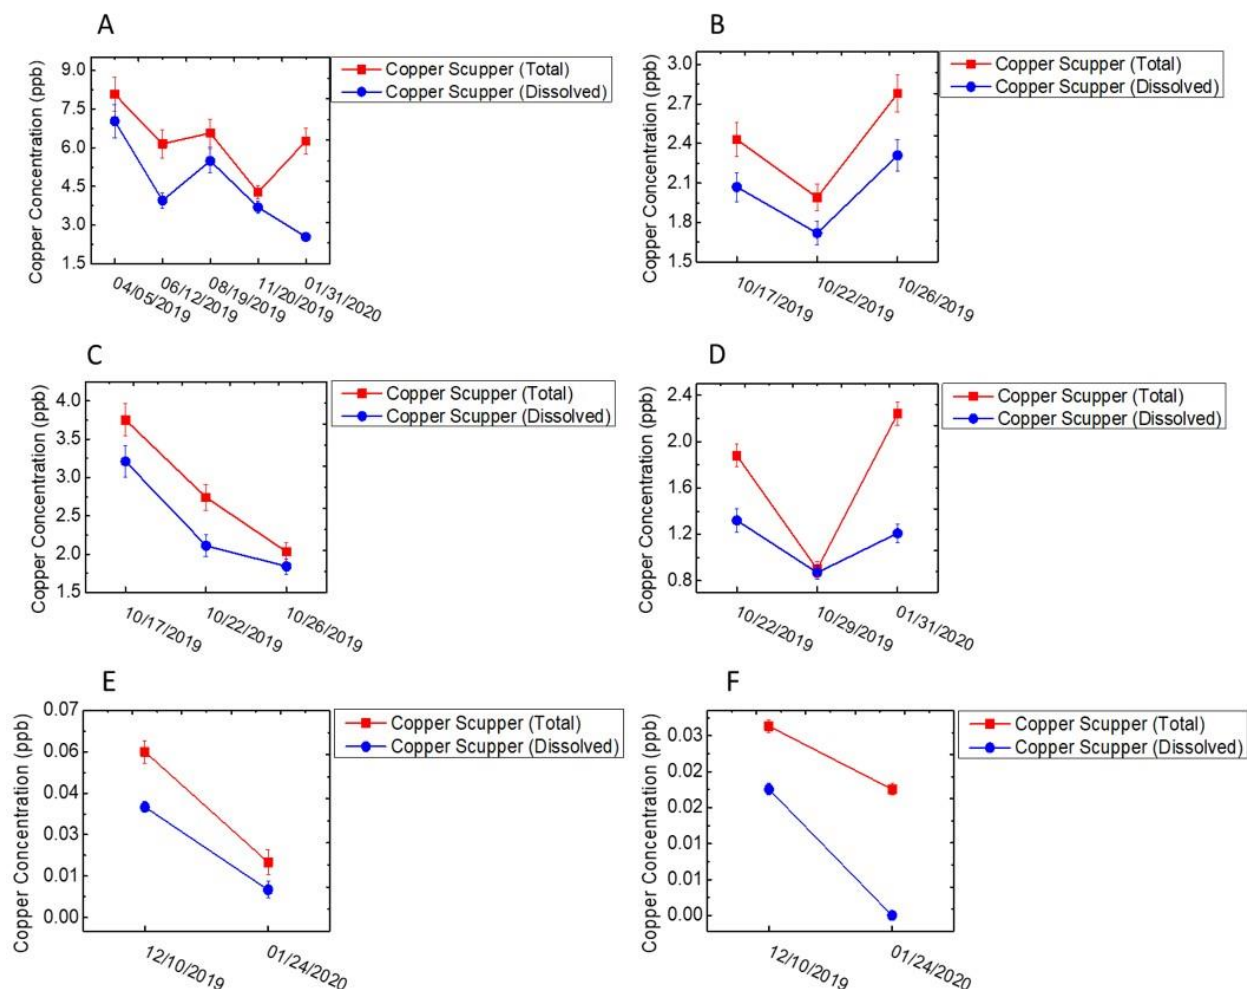 A
Copper Concentration (ppb)
9.0
7.5
6.0
4.5
3.0
1.5
04/05/2019
06/12/2019
08/19/2019
11/20/2019
01/31/2020
Copper Scupper (Total)
Copper Scupper (Dissolved)
B
Copper Concentration (ppb)
3.0
2.7
2.4
2.1
1.8
1.5
10/17/2019
10/22/2019
10/26/2019
Copper Scupper (Total)
Copper Scupper (Dissolved)
C
Copper Concentration (ppb)
4.0
3.5
3.0
2.5
2.0
1.5
10/17/2019
10/22/2019
10/26/2019
Copper Scupper (Total)
Copper Scupper (Dissolved)
D
Copper Concentration (ppb)
2.4
2.0
1.6
1.2
0.8
10/22/2019
10/29/2019
01/31/2020
Copper Scupper (Total)
Copper Scupper (Dissolved)
E
Copper Concentration (ppb)
0.07
0.06
0.04
0.03
0.01
0.00
12/10/2019
01/24/2020
Copper Scupper (Total)
Copper Scupper (Dissolved)
F
Copper Concentration (ppb)
0.03
0.02
0.02
0.01
0.01
0.00
12/10/2019
01/24/2020
Copper Scupper (Total)
Copper Scupper (Dissolved)